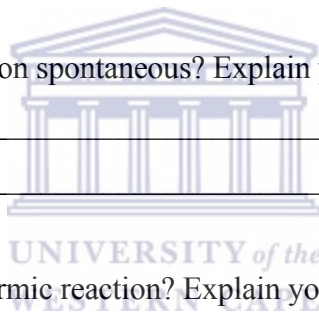 on spontaneous? Explain
UNIVERSITY of the
rmic reaction? Explain yo
WESTERN CAPE